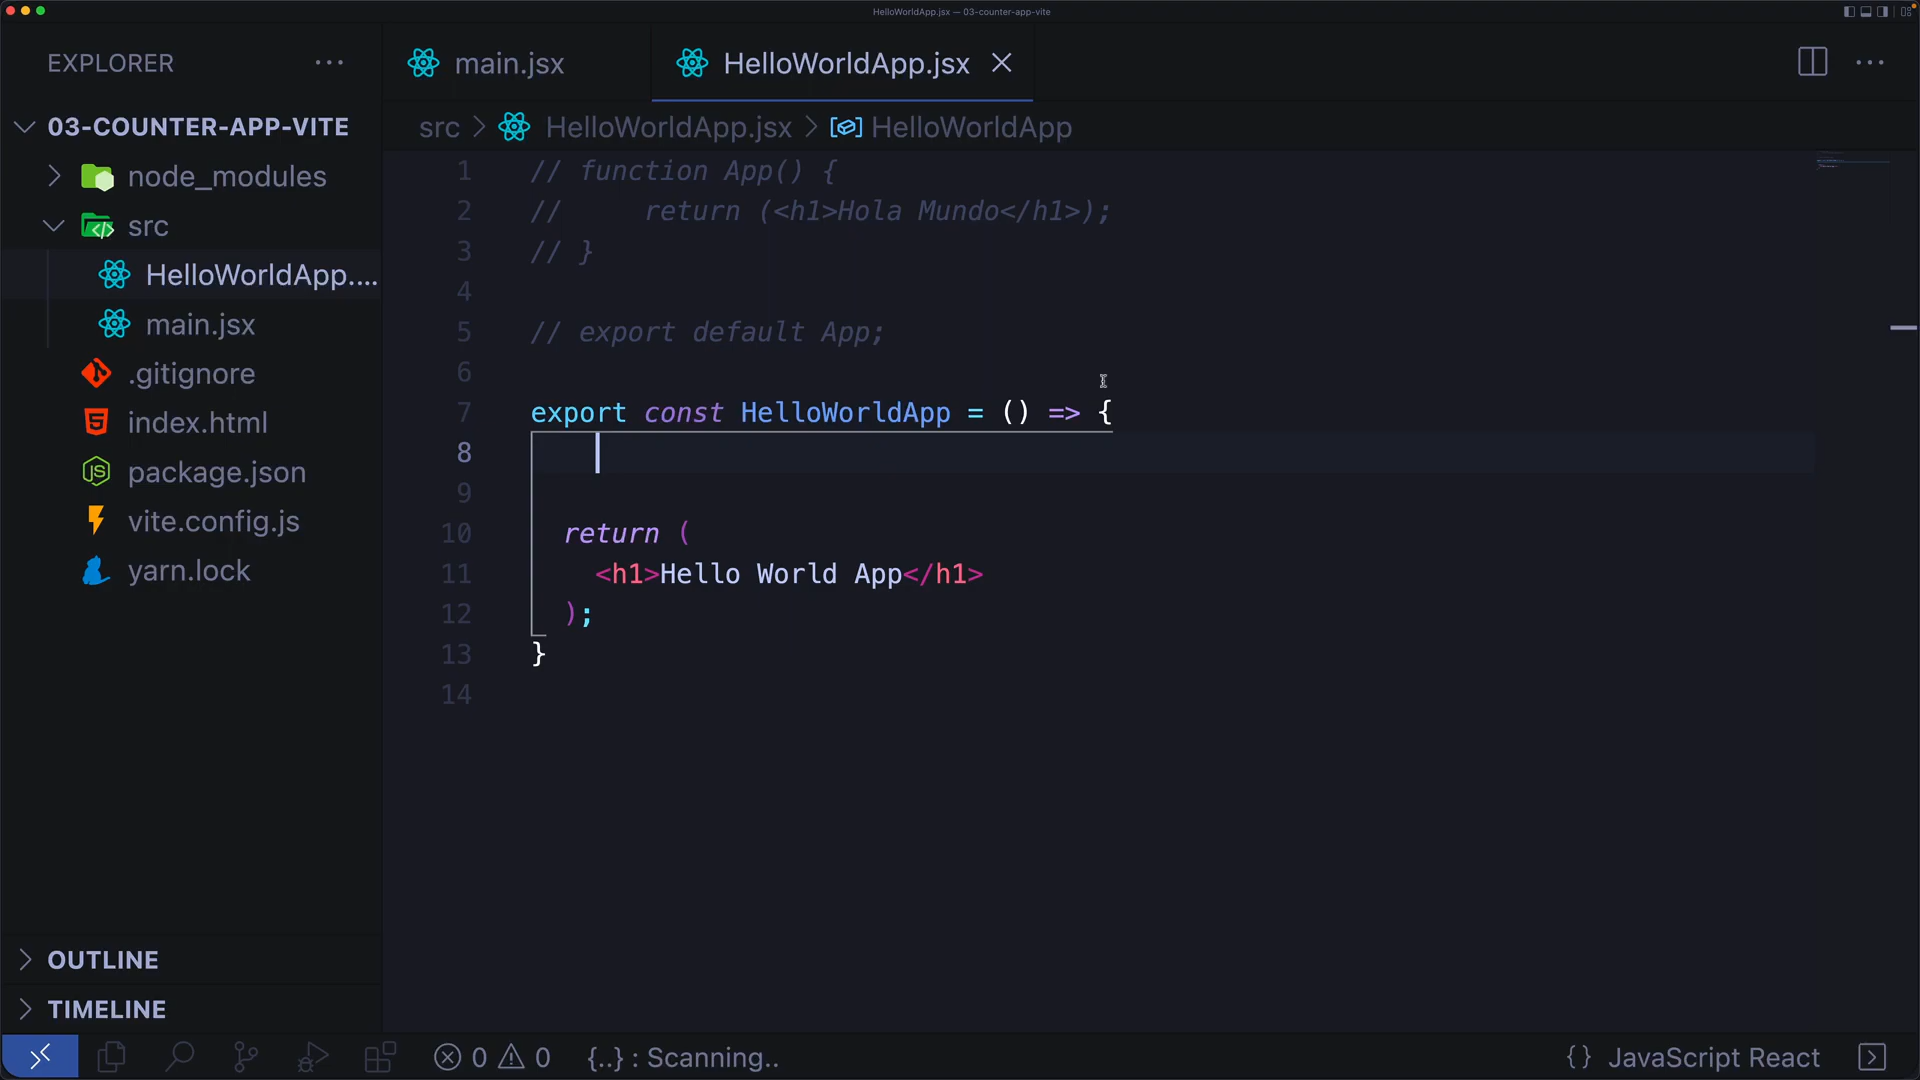 HelloWorldApp.jsx — 03-counter-app-vite
EXPLORER
main.jsx
HelloWorldApp.jsx
03-COUNTER-APP-VITE
src > HelloWorldApp.jsx > HelloWorldApp
node_modules
src
HelloWorldApp....
main.jsx
.gitignore
index.html
package.json
vite.config.js
yarn.lock
1 // function App() {
2 //     return (<h1>Hola Mundo</h1>);
3 // }
4
5 // export default App;
6
7 export const HelloWorldApp = () => {
8
9
10   return (
11     <h1>Hello World App</h1>
12   );
13 }
14
OUTLINE
TIMELINE
0 0 {..} : Scanning.. {} JavaScript React